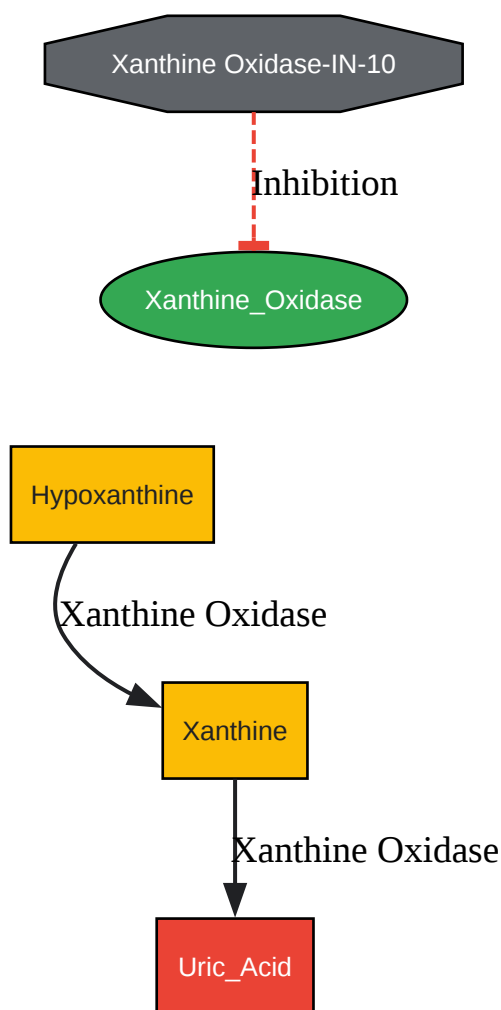 Xanthine Oxidase-IN-10
Inhibition
Xanthine_Oxidase
Hypoxanthine
Xanthine Oxidase
Xanthine
Xanthine Oxidase
Uric_Acid